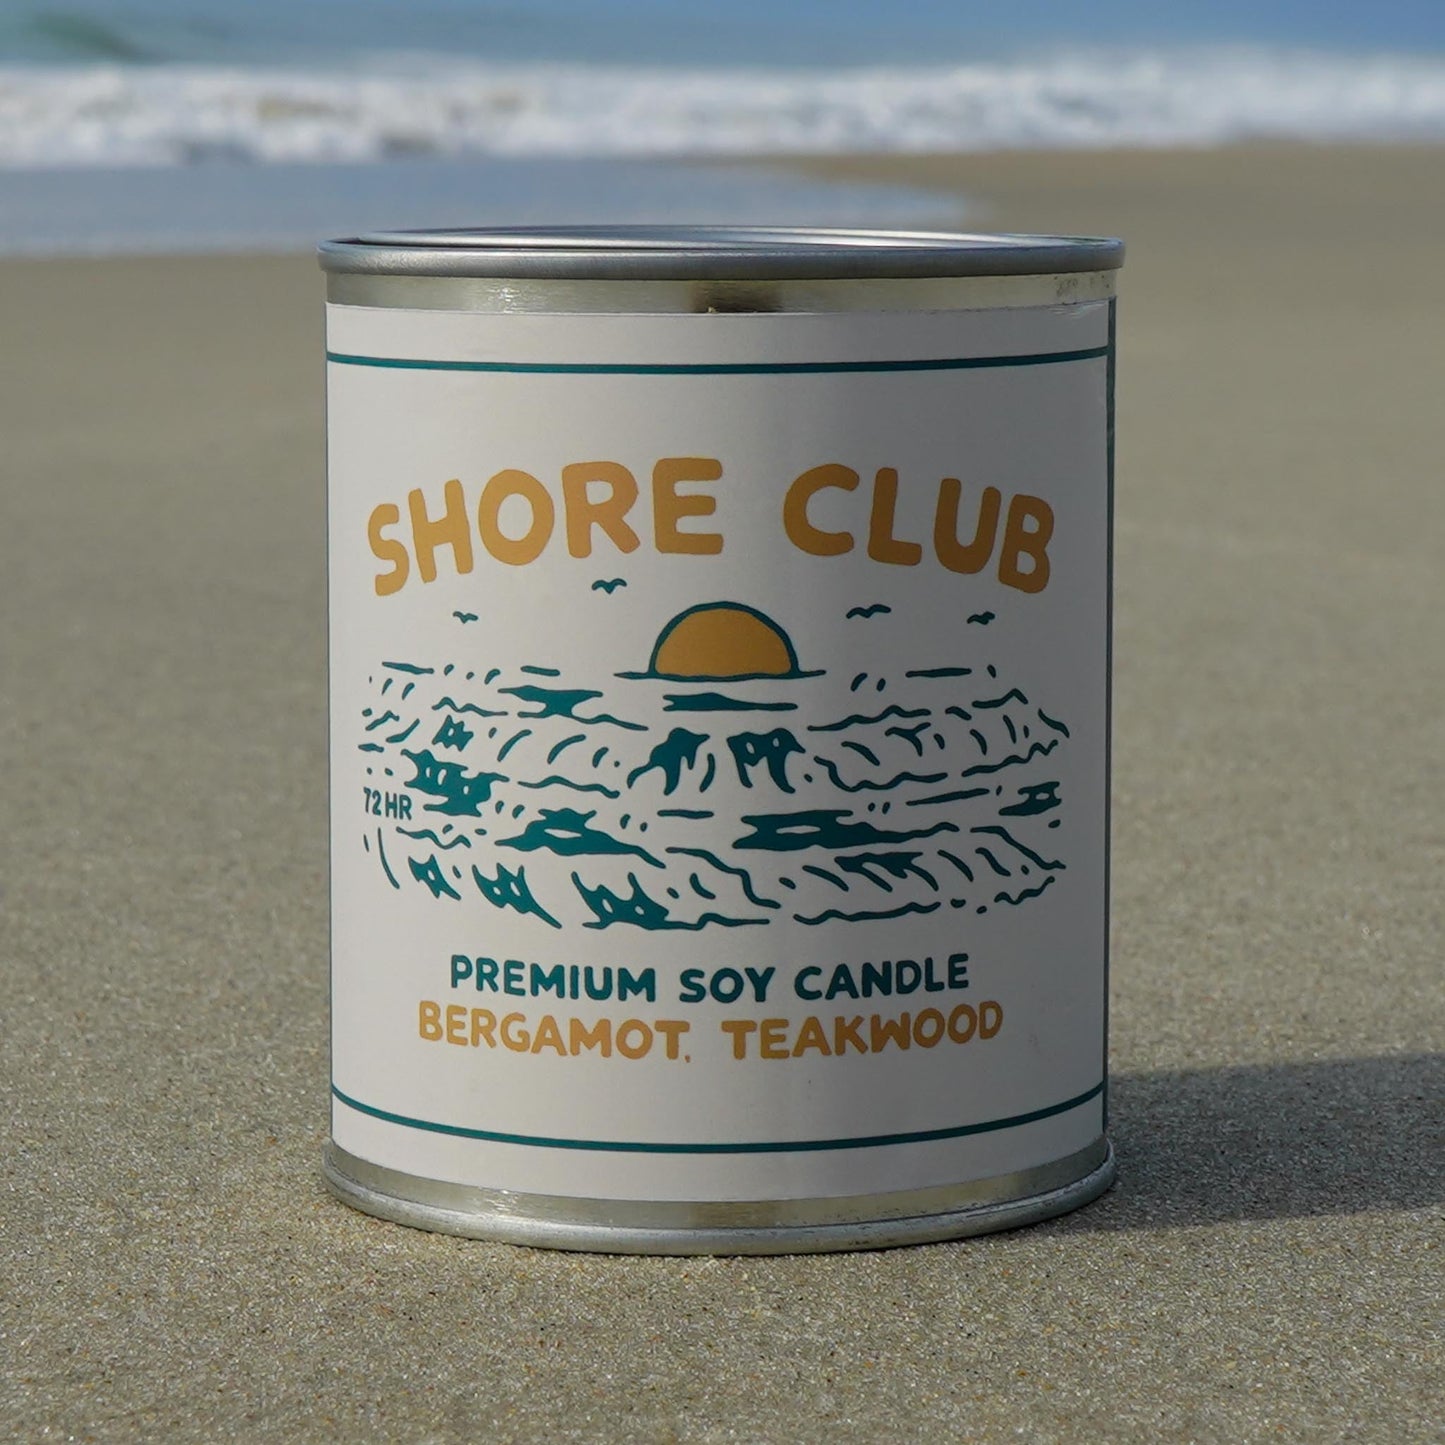 SHORE CLUB
72 HR
PREMIUM SOY CANDLE
BERGAMOT, TEAKWOOD